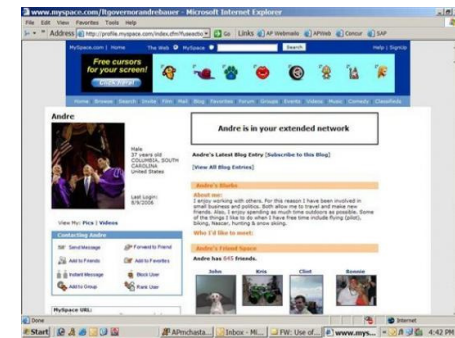 www.myspace.com/ltgovernorandrebauer - Microsoft Internet Explorer
File Edit View Favorites Tools Help
Address http://profile.myspace.com/index.cfm?fuseactio Go Links AP Webmails APWeb Concur SAP
MySpace.com | Home The Web MySpace Search Help | SignUp
Free cursors
for your screen!
Home Browse Search Invite Film Mail Blog Favorites Forum Groups Events Videos Music Comedy Classifieds
Andre
Male
37 years old
COLUMBIA, SOUTH
CAROLINA
United States
Last Login:
View My: Pics | Videos
Contacting Andre
Send Message Forward to Friend
Add to Friends Add to Favorites
Instant Message Block User
Add to Group Rank User
MySpace URL:
Andre is in your extended network
Andre's Latest Blog Entry [Subscribe to this Blog]
[View All Blog Entries]
Andre's Blurbs
About me:
I enjoy working with others. For this reason I have been involved in
small business and politics. Both allow me to travel and make new
friends. Also, I enjoy spending as much time outdoors as possible. Some
of the things I like to do when I have free time include flying (pilot),
biking, Nascar, hunting & snow skiing.
Who I'd like to meet:
Andre's Friend Space
Andre has 845 friends.
John Kris Clint Bonnie
Done Internet
Start APmchasta... Inbox - Mi... FW: Use of... www.mys... 4:42 PM